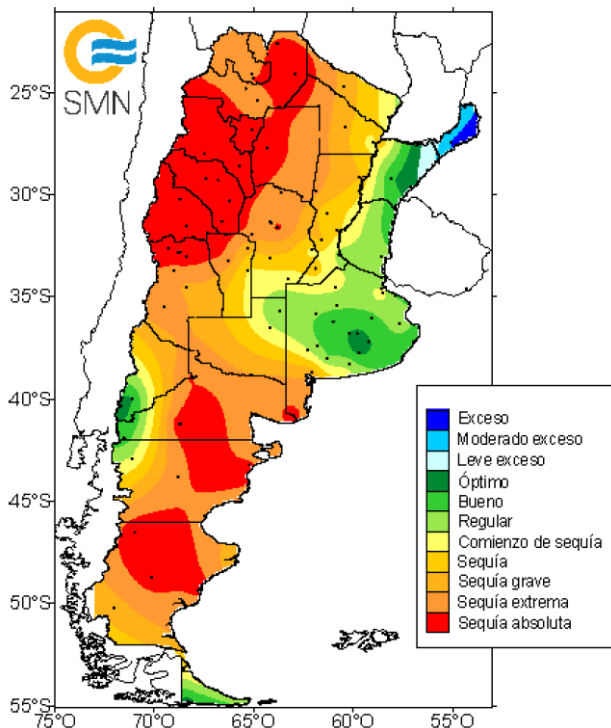 SMN
25°S
30°S
35°S
40°S
45°S
50°S
55°S
75°O
70°O
65°O
60°O
55°O
Exceso
Moderado exceso
Leve exceso
Óptimo
Bueno
Regular
Comienzo de sequía
Sequía
Sequía grave
Sequía extrema
Sequía absoluta